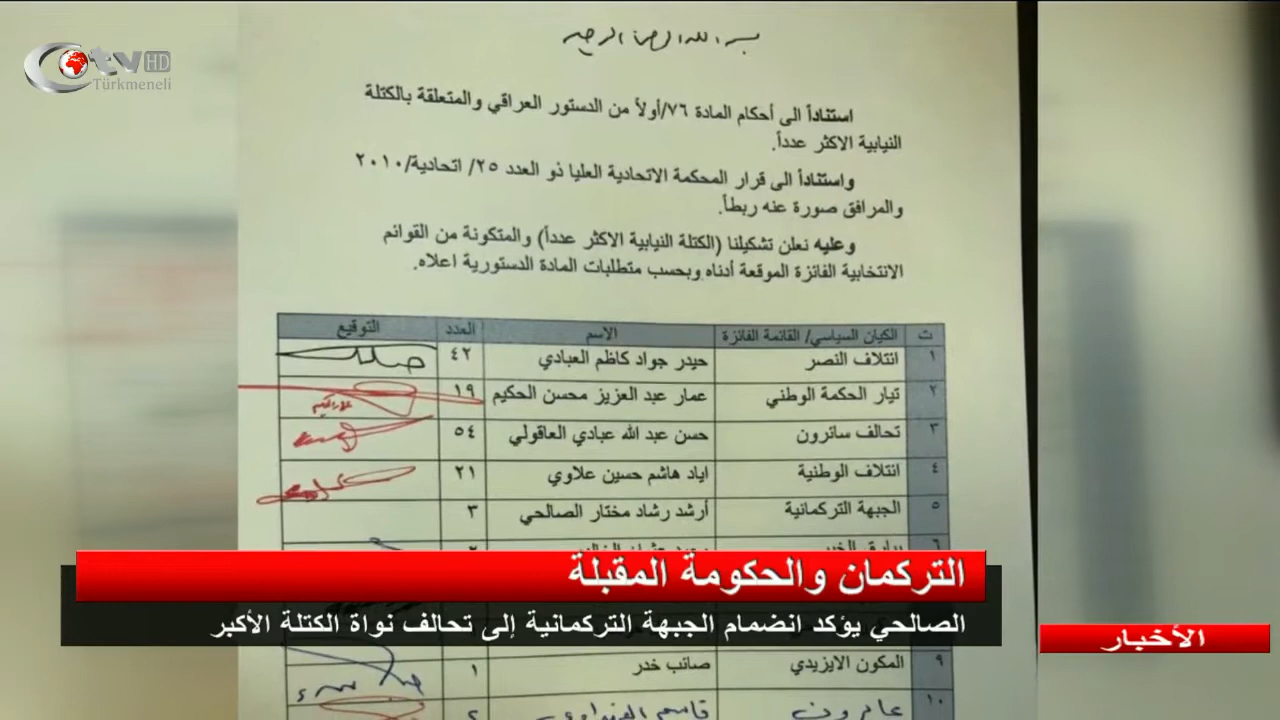 tv HD
Türkmeneli
بسم الله الرحمن الرحيم
استناداً الى أحكام المادة ٧٦/أولاً من الدستور العراقي والمتعلقة بالكتلة
النيابية الاكثر عدداً.
واستناداً الى قرار المحكمة الاتحادية العليا ذو العدد ٢٥/ اتحادية/٢٠١٠
والمرافق صورة عنه ربطاً.
وعليه نعلن تشكيلنا (الكتلة النيابية الاكثر عدداً) والمتكونة من القوائم
الانتخابية الفائزة الموقعة أدناه وبحسب متطلبات المادة الدستورية اعلاه.
ت الكيان السياسي/ القائمة الفائزة الاسم العدد التوقيع
١ ائتلاف النصر حيدر جواد كاظم العبادي ٤٢
٢ تيار الحكمة الوطني عمار عبد العزيز محسن الحكيم ١٩
٣ تحالف سائرون حسن عبد الله عبادي العاقولي ٥٤
٤ ائتلاف الوطنية اياد هاشم حسين علاوي ٢١
٥ الجبهة التركمانية أرشد رشاد مختار الصالحي ٣
٦
التركمان والحكومة المقبلة
الصالحي يؤكد انضمام الجبهة التركمانية إلى تحالف نواة الكتلة الأكبر
الأخبار
٩ المكون الايزيدي صائب خدر ١
١٠ عابرون قاسم ٢